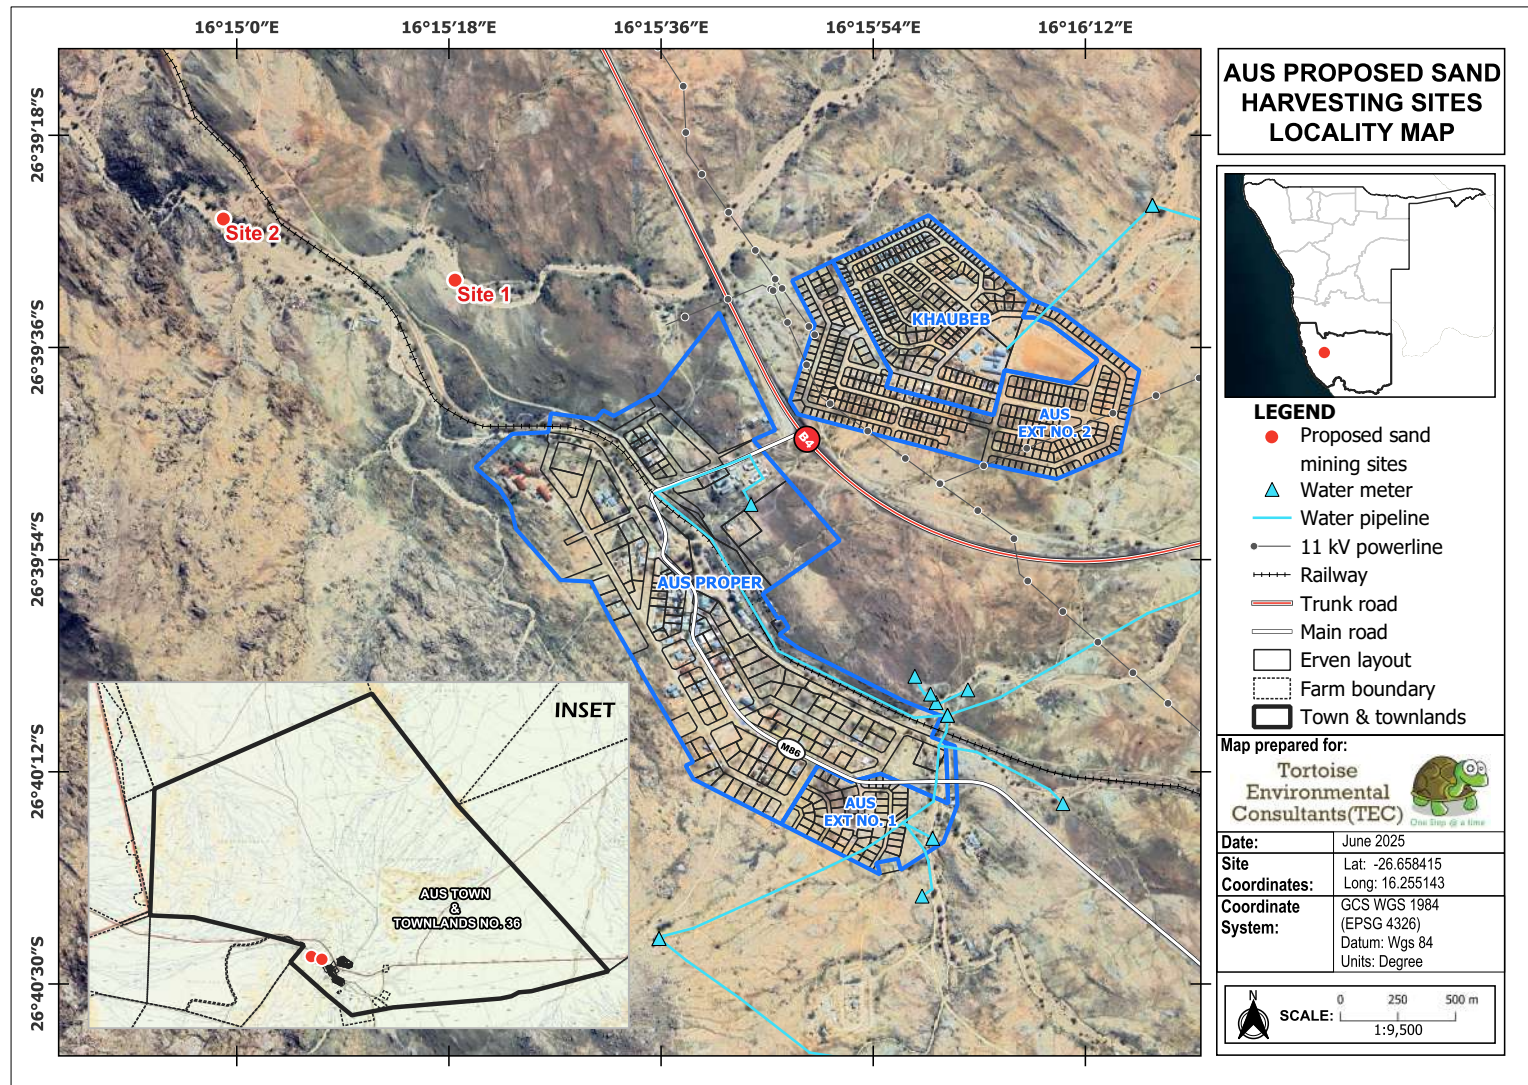 16°15′0″E
16°15′18″E
16°15′36″E
16°15′54″E
16°16′12″E
26°39′18″S
26°39′36″S
26°39′54″S
26°40′12″S
26°40′30″S
Site 2
Site 1
KHAUBEB
AUS
EXT NO. 2
B4
AUS PROPER
M86
AUS
EXT NO. 1
INSET
AUS TOWN
&
TOWNLANDS NO. 36
AUS PROPOSED SAND
HARVESTING SITES
LOCALITY MAP
LEGEND
Proposed sand
mining sites
Water meter
Water pipeline
11 kV powerline
Railway
Trunk road
Main road
Erven layout
Farm boundary
Town & townlands
Map prepared for:
Tortoise
Environmental
Consultants(TEC)
One Step @ a time
Date: June 2025
Site Coordinates: Lat: -26.658415
Long: 16.255143
Coordinate System: GCS WGS 1984
(EPSG 4326)
Datum: Wgs 84
Units: Degree
N
SCALE:
0 250 500 m
1:9,500